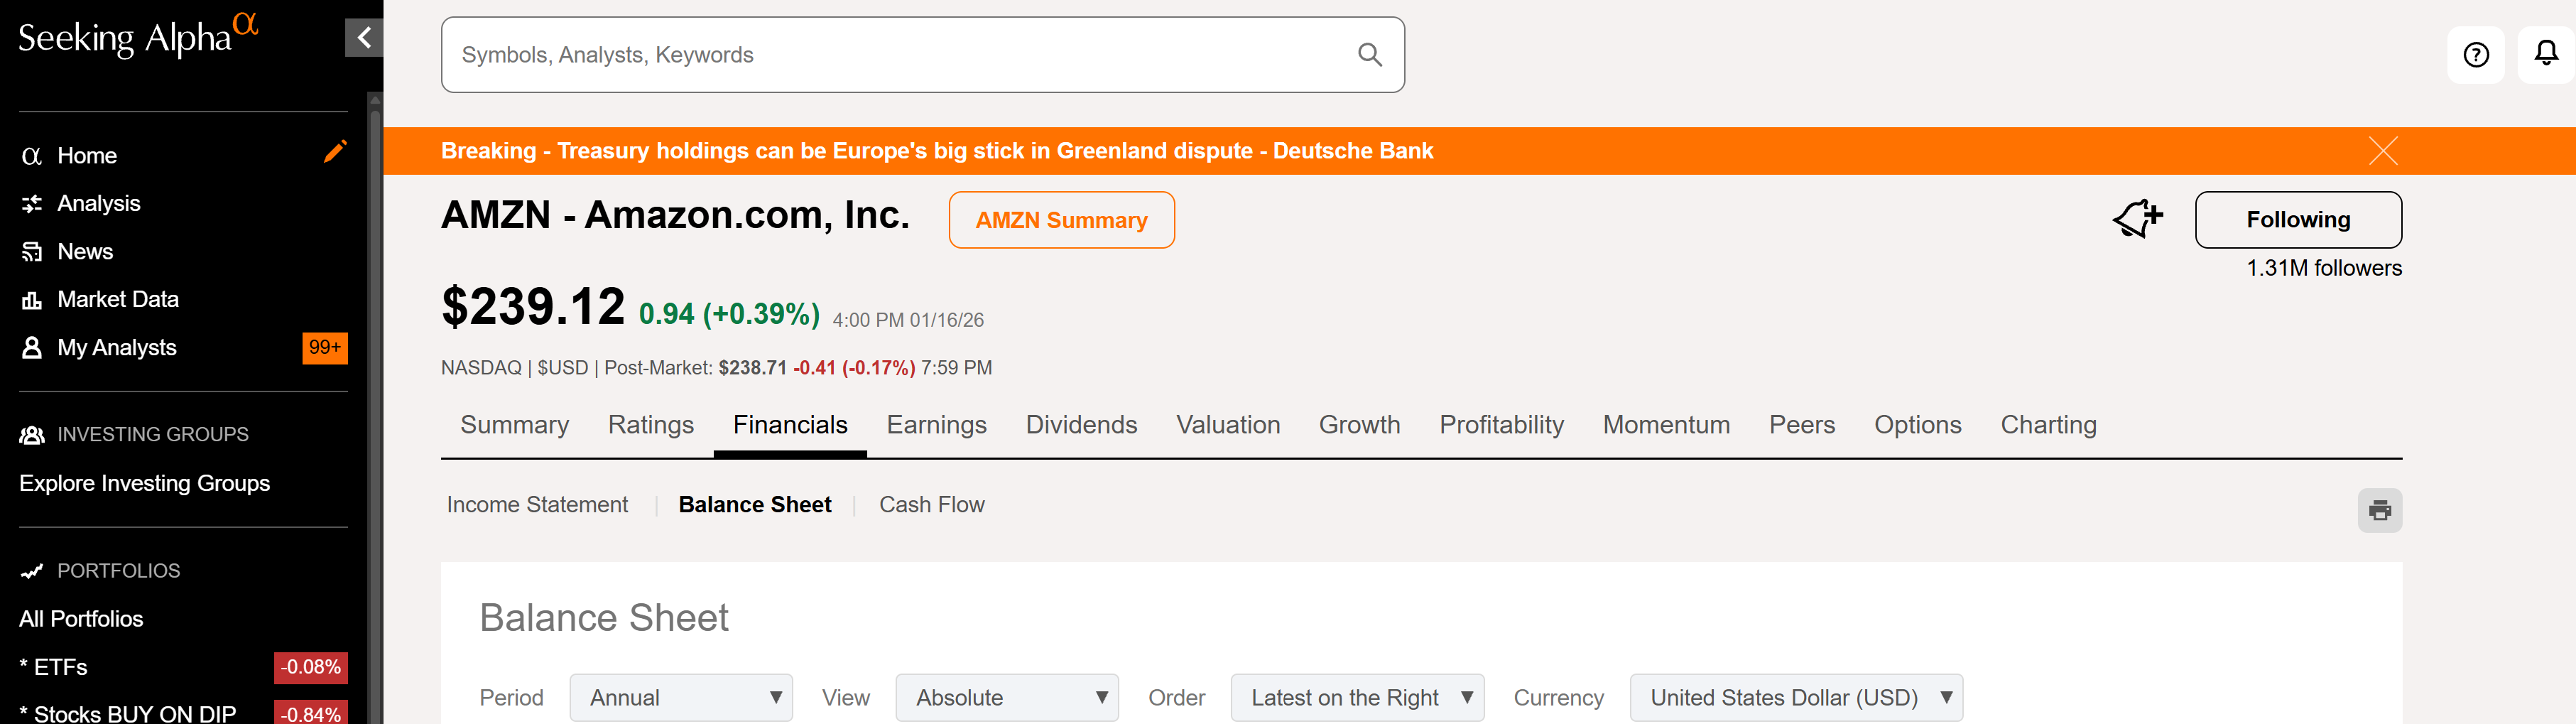 Seeking Alpha α
Home
Analysis
News
Market Data
My Analysts 99+
INVESTING GROUPS
Explore Investing Groups
PORTFOLIOS
All Portfolios
* ETFs -0.08%
* Stocks BUY ON DIP -0.84%
Symbols, Analysts, Keywords
Breaking - Treasury holdings can be Europe's big stick in Greenland dispute - Deutsche Bank
AMZN - Amazon.com, Inc. AMZN Summary
Following
1.31M followers
$239.12 0.94 (+0.39%) 4:00 PM 01/16/26
NASDAQ | $USD | Post-Market: $238.71 -0.41 (-0.17%) 7:59 PM
Summary Ratings Financials Earnings Dividends Valuation Growth Profitability Momentum Peers Options Charting
Income Statement | Balance Sheet | Cash Flow
Balance Sheet
Period Annual View Absolute Order Latest on the Right Currency United States Dollar (USD)